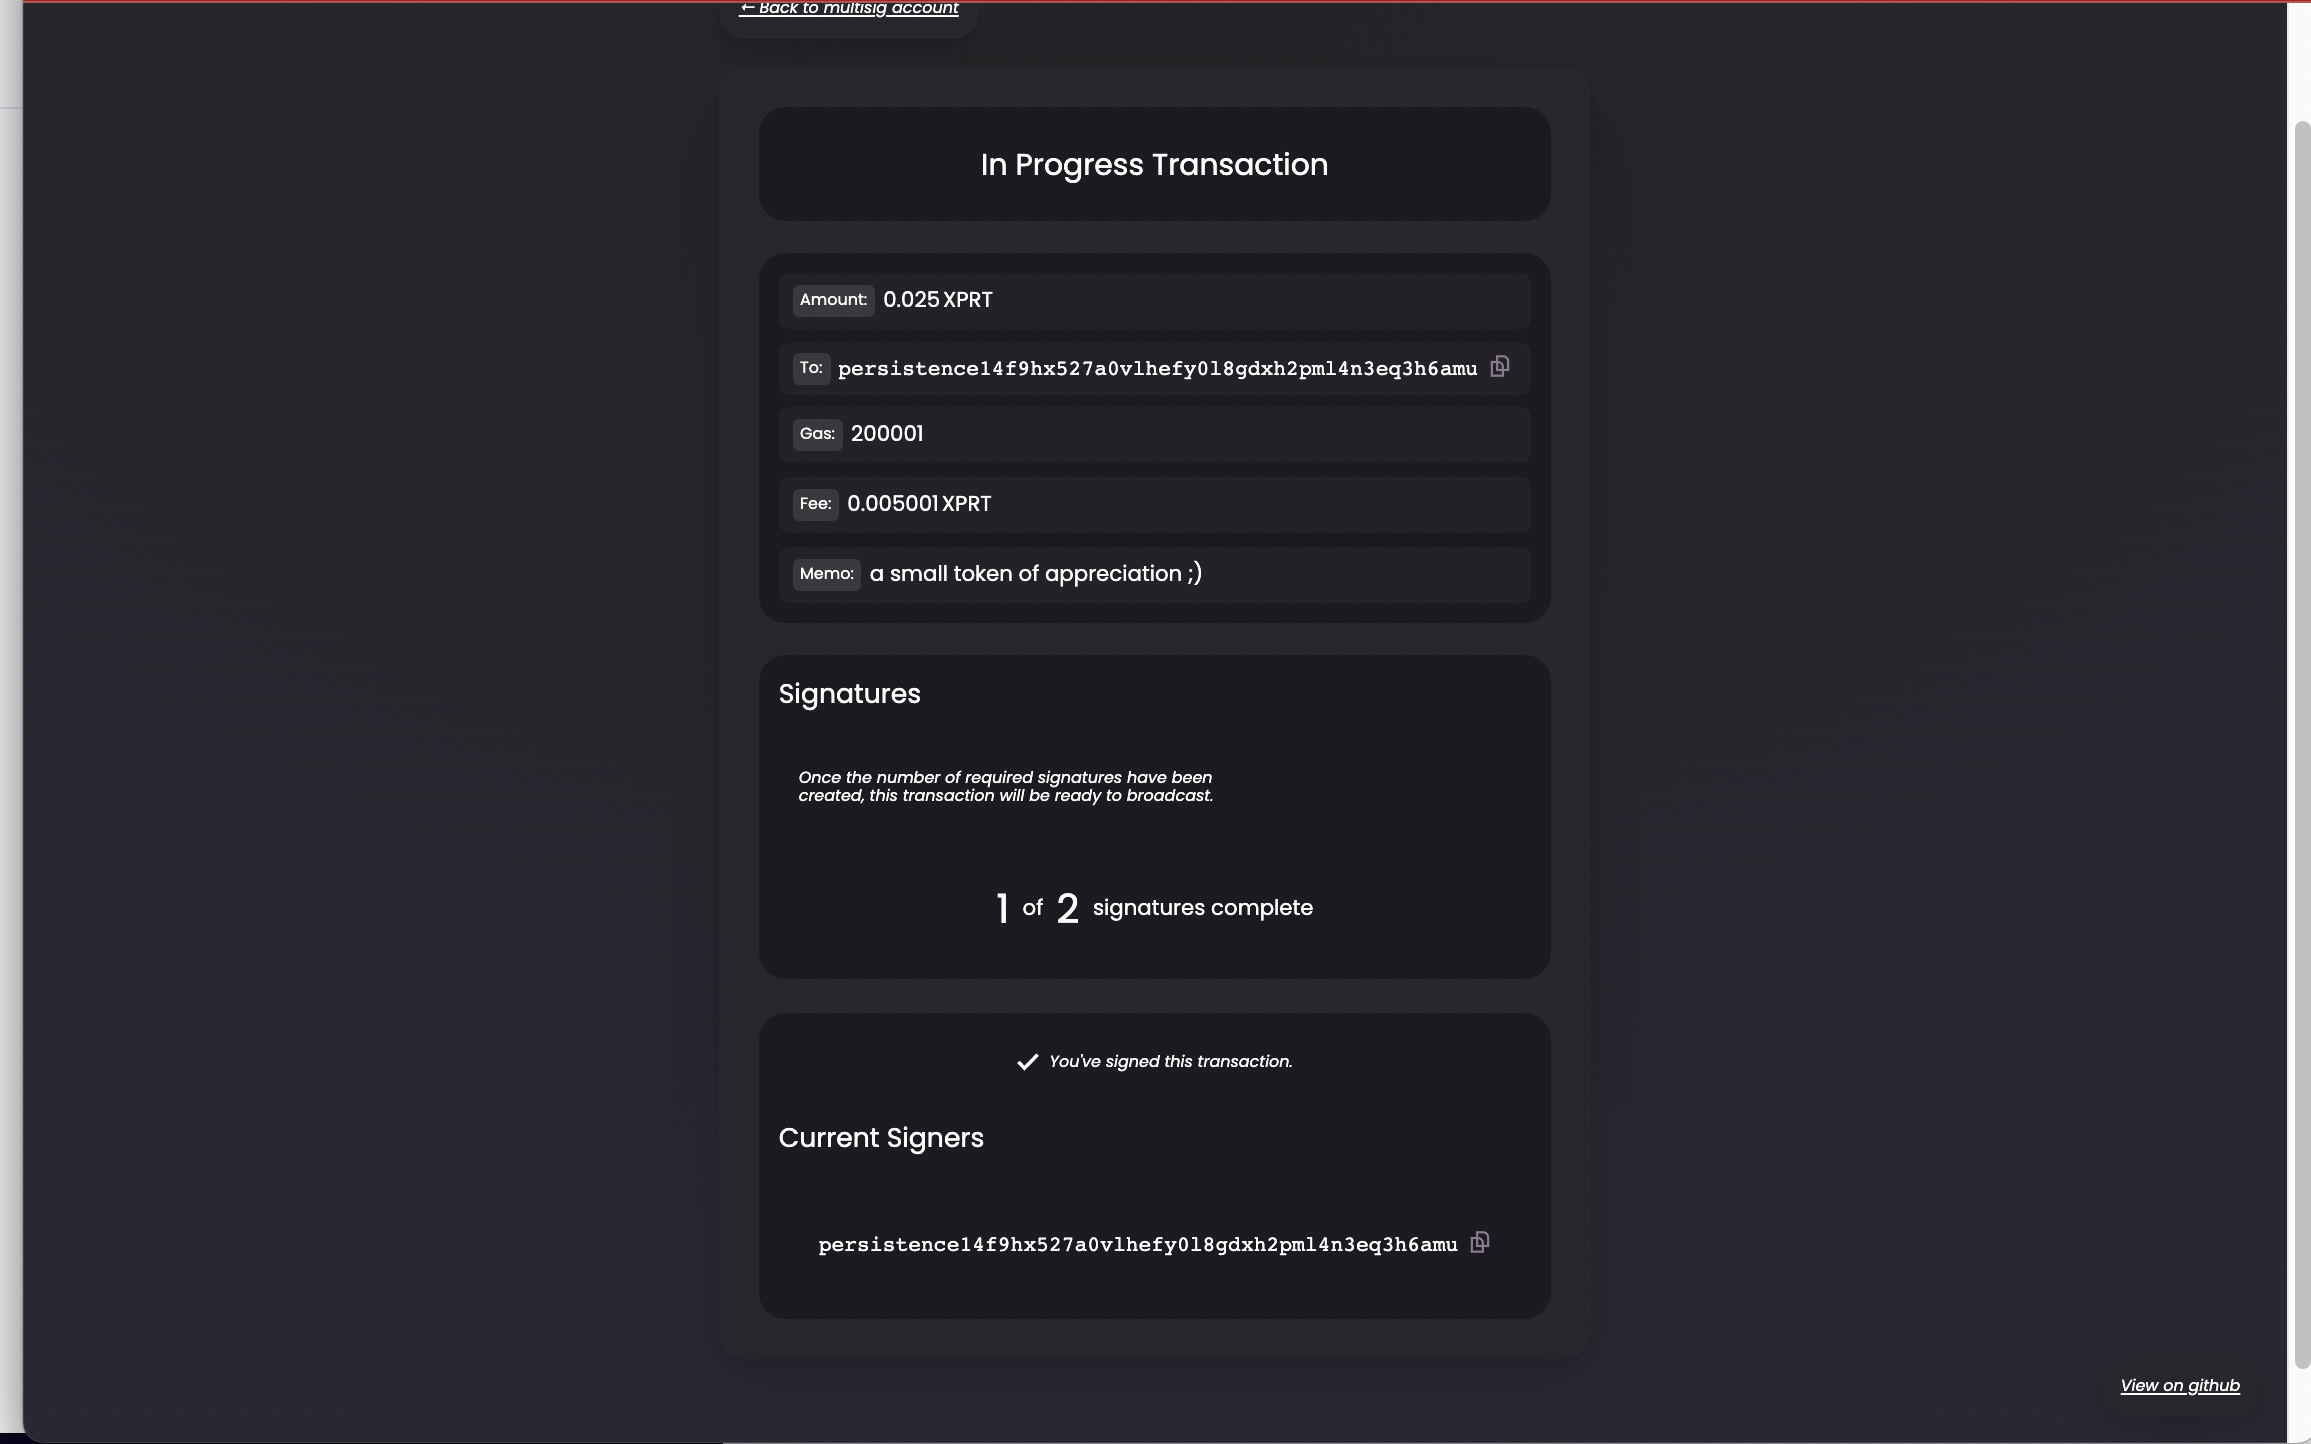 ← Back to multisig account
In Progress Transaction
Amount: 0.025 XPRT
To: persistence14f9hx527a0vlhefy0l8gdxh2pml4n3eq3h6amu
Gas: 200001
Fee: 0.005001 XPRT
Memo: a small token of appreciation ;)
Signatures
Once the number of required signatures have been
created, this transaction will be ready to broadcast.
1 of 2 signatures complete
You've signed this transaction.
Current Signers
persistence14f9hx527a0vlhefy0l8gdxh2pml4n3eq3h6amu
View on github